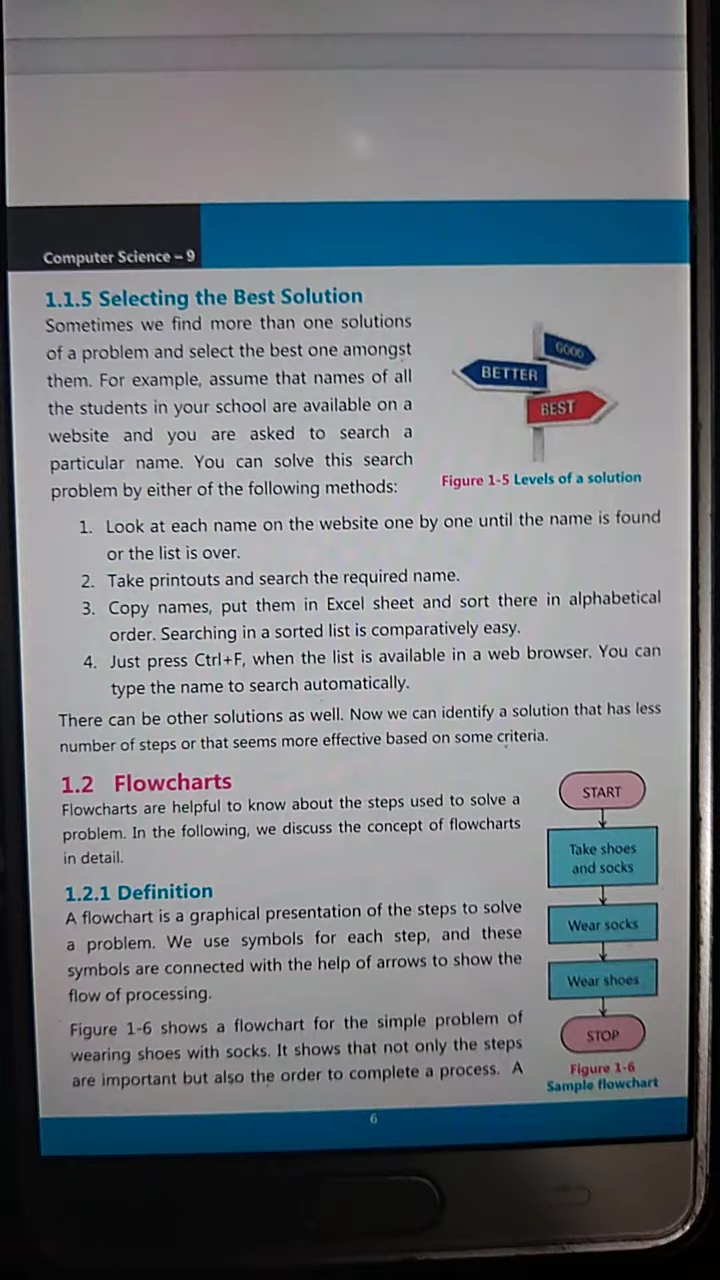 Computer Science – 9
1.1.5 Selecting the Best Solution
Sometimes we find more than one solutions
of a problem and select the best one amongst
them. For example, assume that names of all
the students in your school are available on a
website and you are asked to search a
particular name. You can solve this search
problem by either of the following methods:
GOOD
BETTER
BEST
Figure 1-5 Levels of a solution
1. Look at each name on the website one by one until the name is found
or the list is over.
2. Take printouts and search the required name.
3. Copy names, put them in Excel sheet and sort there in alphabetical
order. Searching in a sorted list is comparatively easy.
4. Just press Ctrl+F, when the list is available in a web browser. You can
type the name to search automatically.
There can be other solutions as well. Now we can identify a solution that has less
number of steps or that seems more effective based on some criteria.
1.2 Flowcharts
Flowcharts are helpful to know about the steps used to solve a
problem. In the following, we discuss the concept of flowcharts
in detail.
1.2.1 Definition
A flowchart is a graphical presentation of the steps to solve
a problem. We use symbols for each step, and these
symbols are connected with the help of arrows to show the
flow of processing.
Figure 1-6 shows a flowchart for the simple problem of
wearing shoes with socks. It shows that not only the steps
are important but also the order to complete a process. A
START
Take shoes
and socks
Wear socks
Wear shoes
STOP
Figure 1-6
Sample flowchart
6